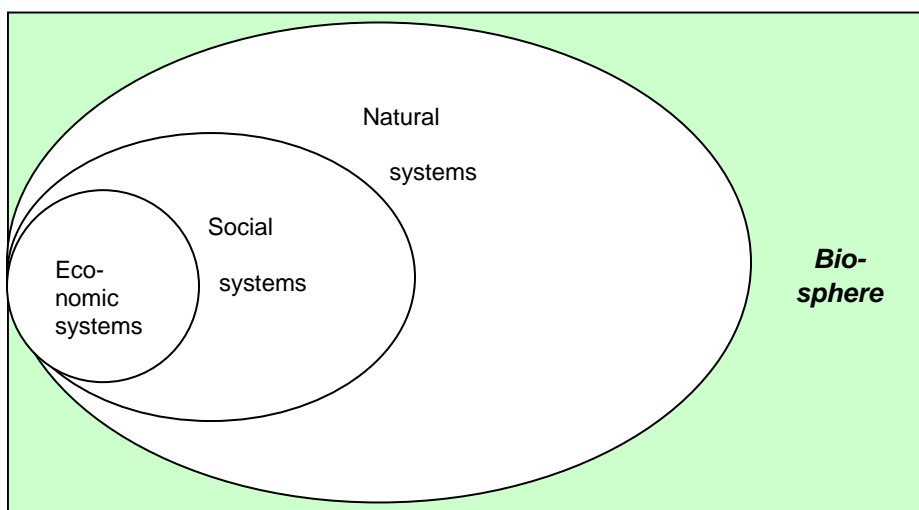 Natural
systems
Social
systems
Eco-
nomic
systems
Bio-
sphere